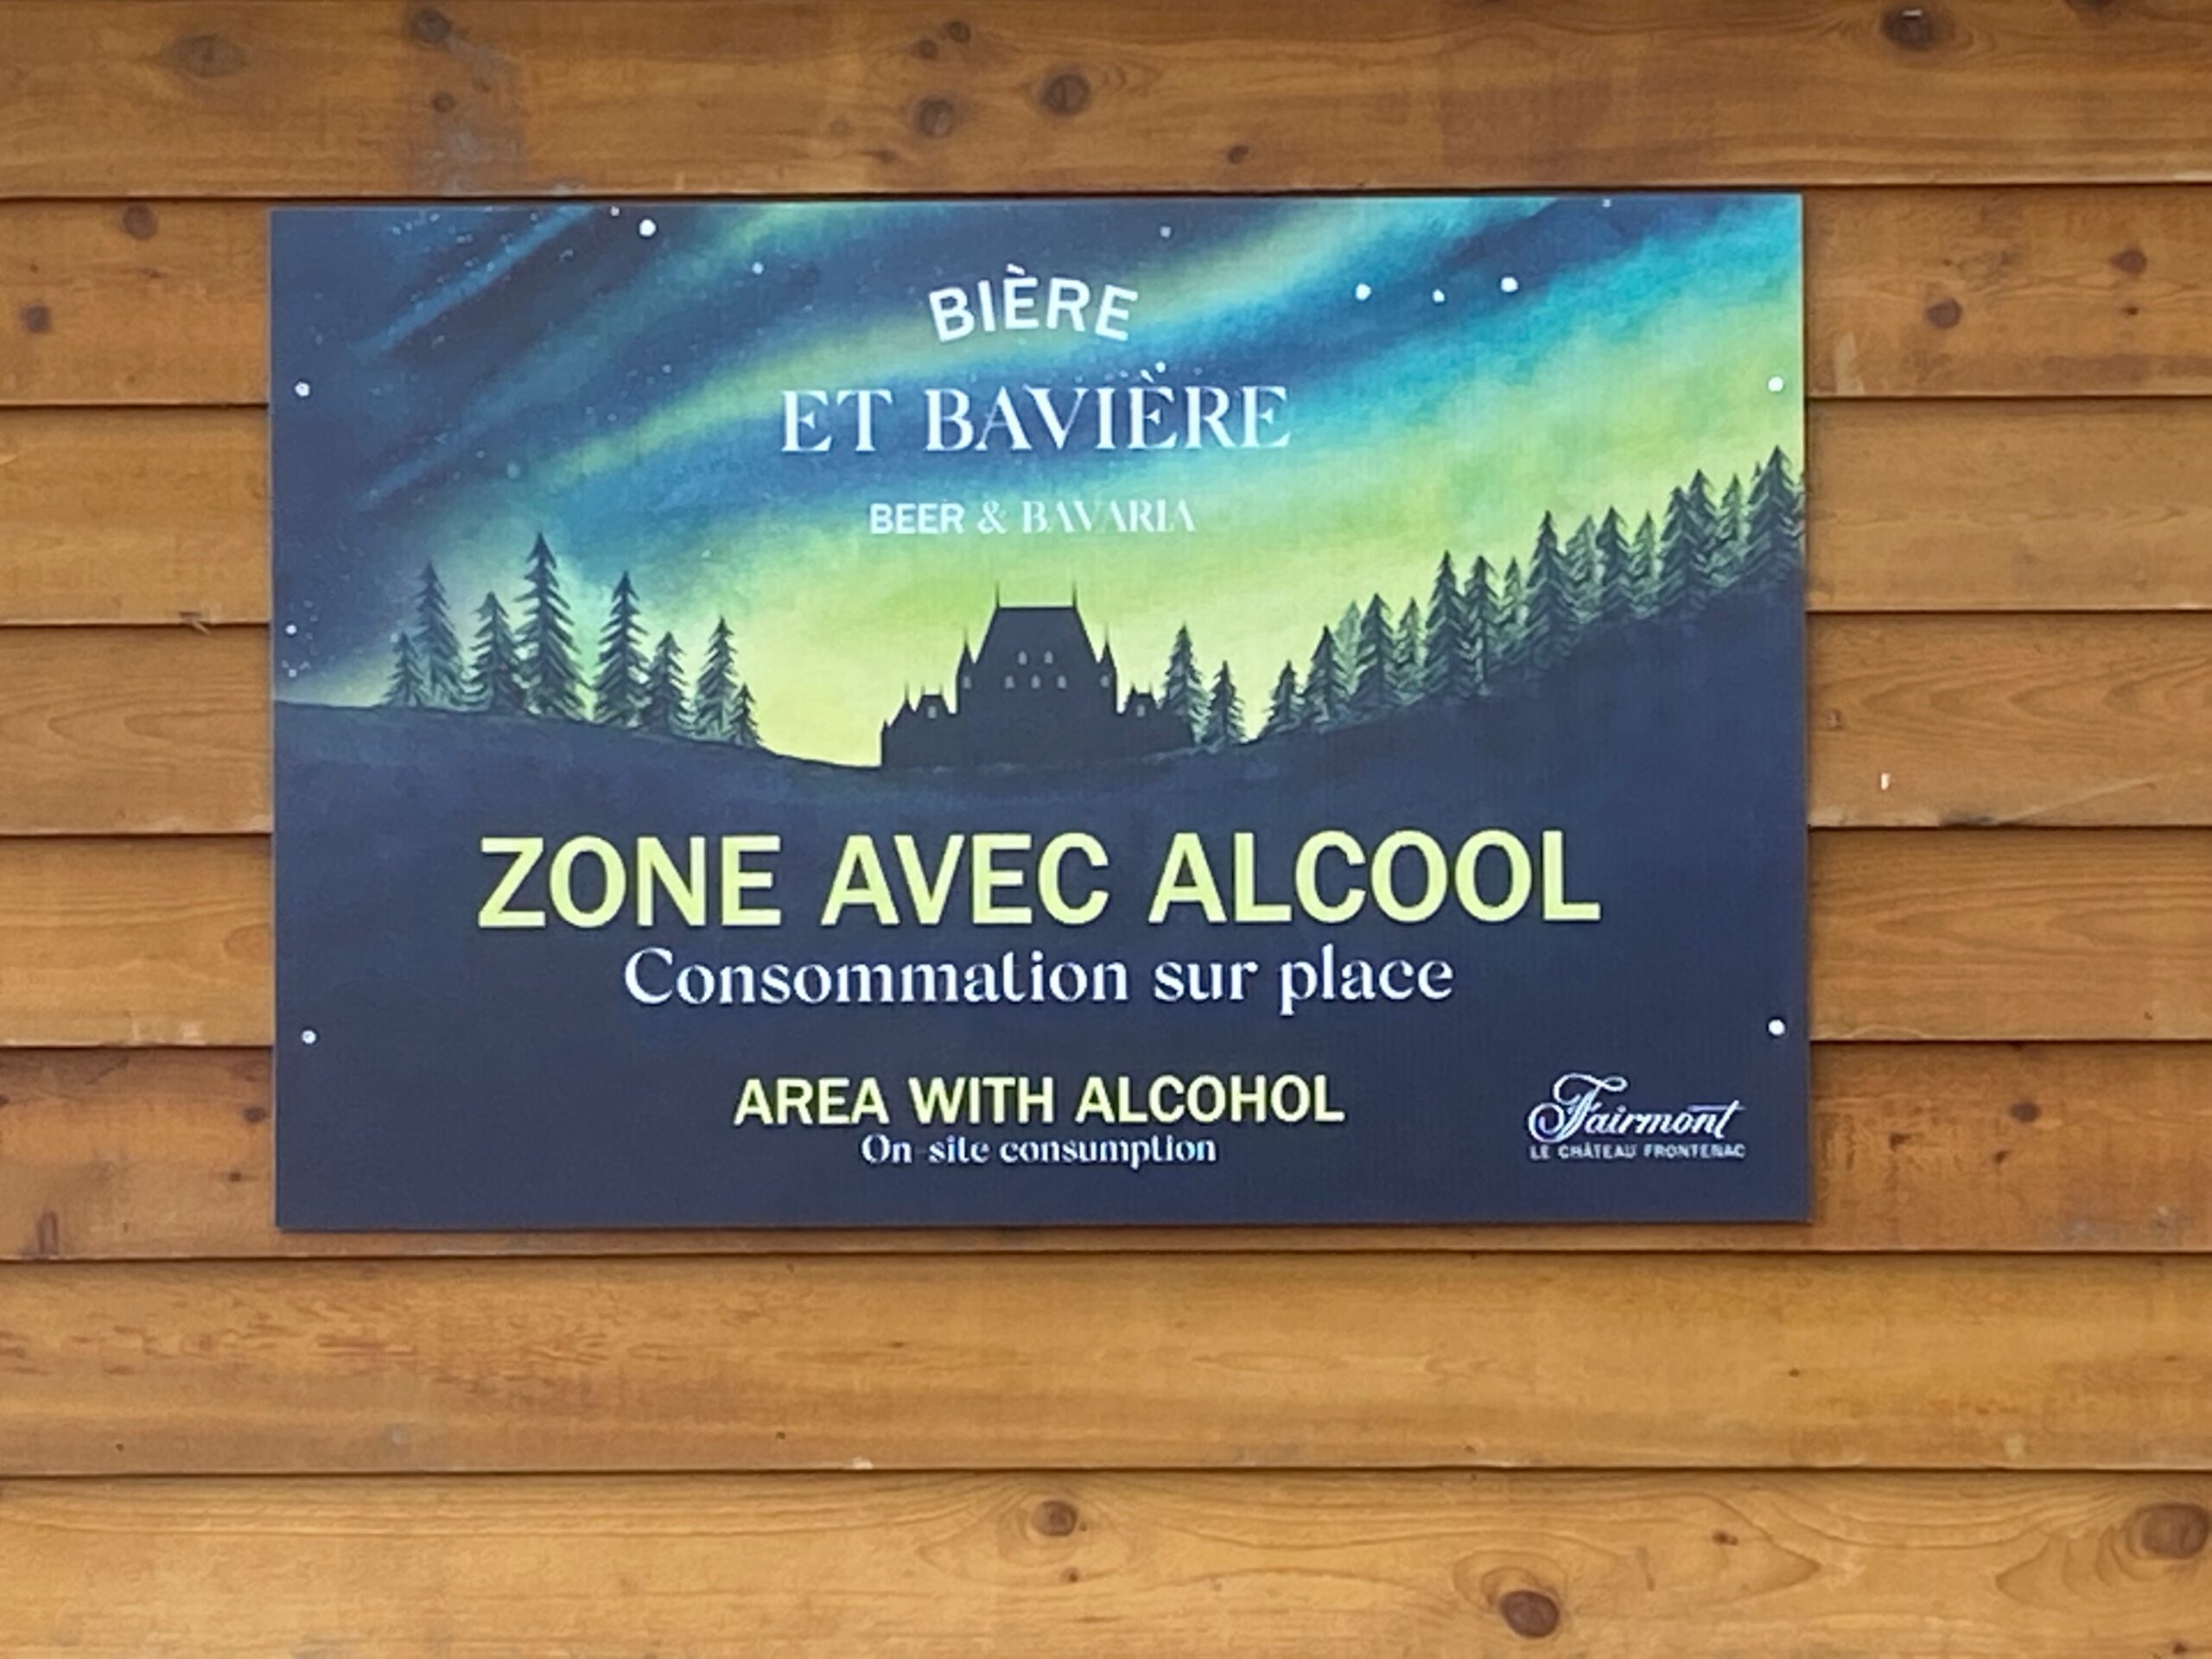 BIÈRE
ET BAVIÈRE
BEER & BAVARIA
ZONE AVEC ALCOOL
Consommation sur place
AREA WITH ALCOHOL
On-site consumption
Fairmont
LE CHÂTEAU FRONTENAC